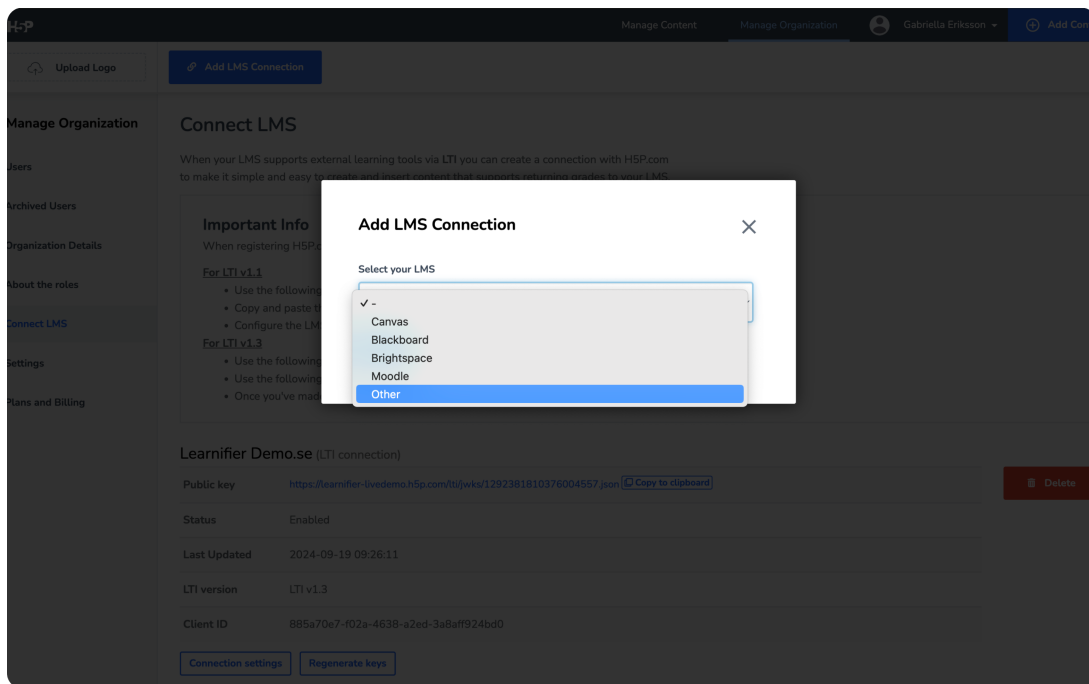 H5P
Manage Content
Manage Organization
Gabriella Eriksson
Add Con
Upload Logo
Add LMS Connection
Manage Organization
Users
Archived Users
Organization Details
About the roles
Connect LMS
Settings
Plans and Billing
Connect LMS
When your LMS supports external learning tools via LTI you can create a connection with H5P.com
to make it simple and easy to create and insert content that supports returning grades to your LMS.
Important Info
When registering H5P.c
For LTI v1.1
• Use the following
• Copy and paste t
• Configure the LM
For LTI v1.3
• Use the following
• Use the following
• Once you've mad
Add LMS Connection
Select your LMS
✓ -
Canvas
Blackboard
Brightspace
Moodle
Other
Learnifier Demo.se (LTI connection)
Public key https://learnifier-livedemo.h5p.com/lti/jwks/1292381810376004557.json Copy to clipboard
Delete
Status Enabled
Last Updated 2024-09-19 09:26:11
LTI version LTI v1.3
Client ID 885a70e7-f02a-4638-a2ed-3a8aff924bd0
Connection settings
Regenerate keys